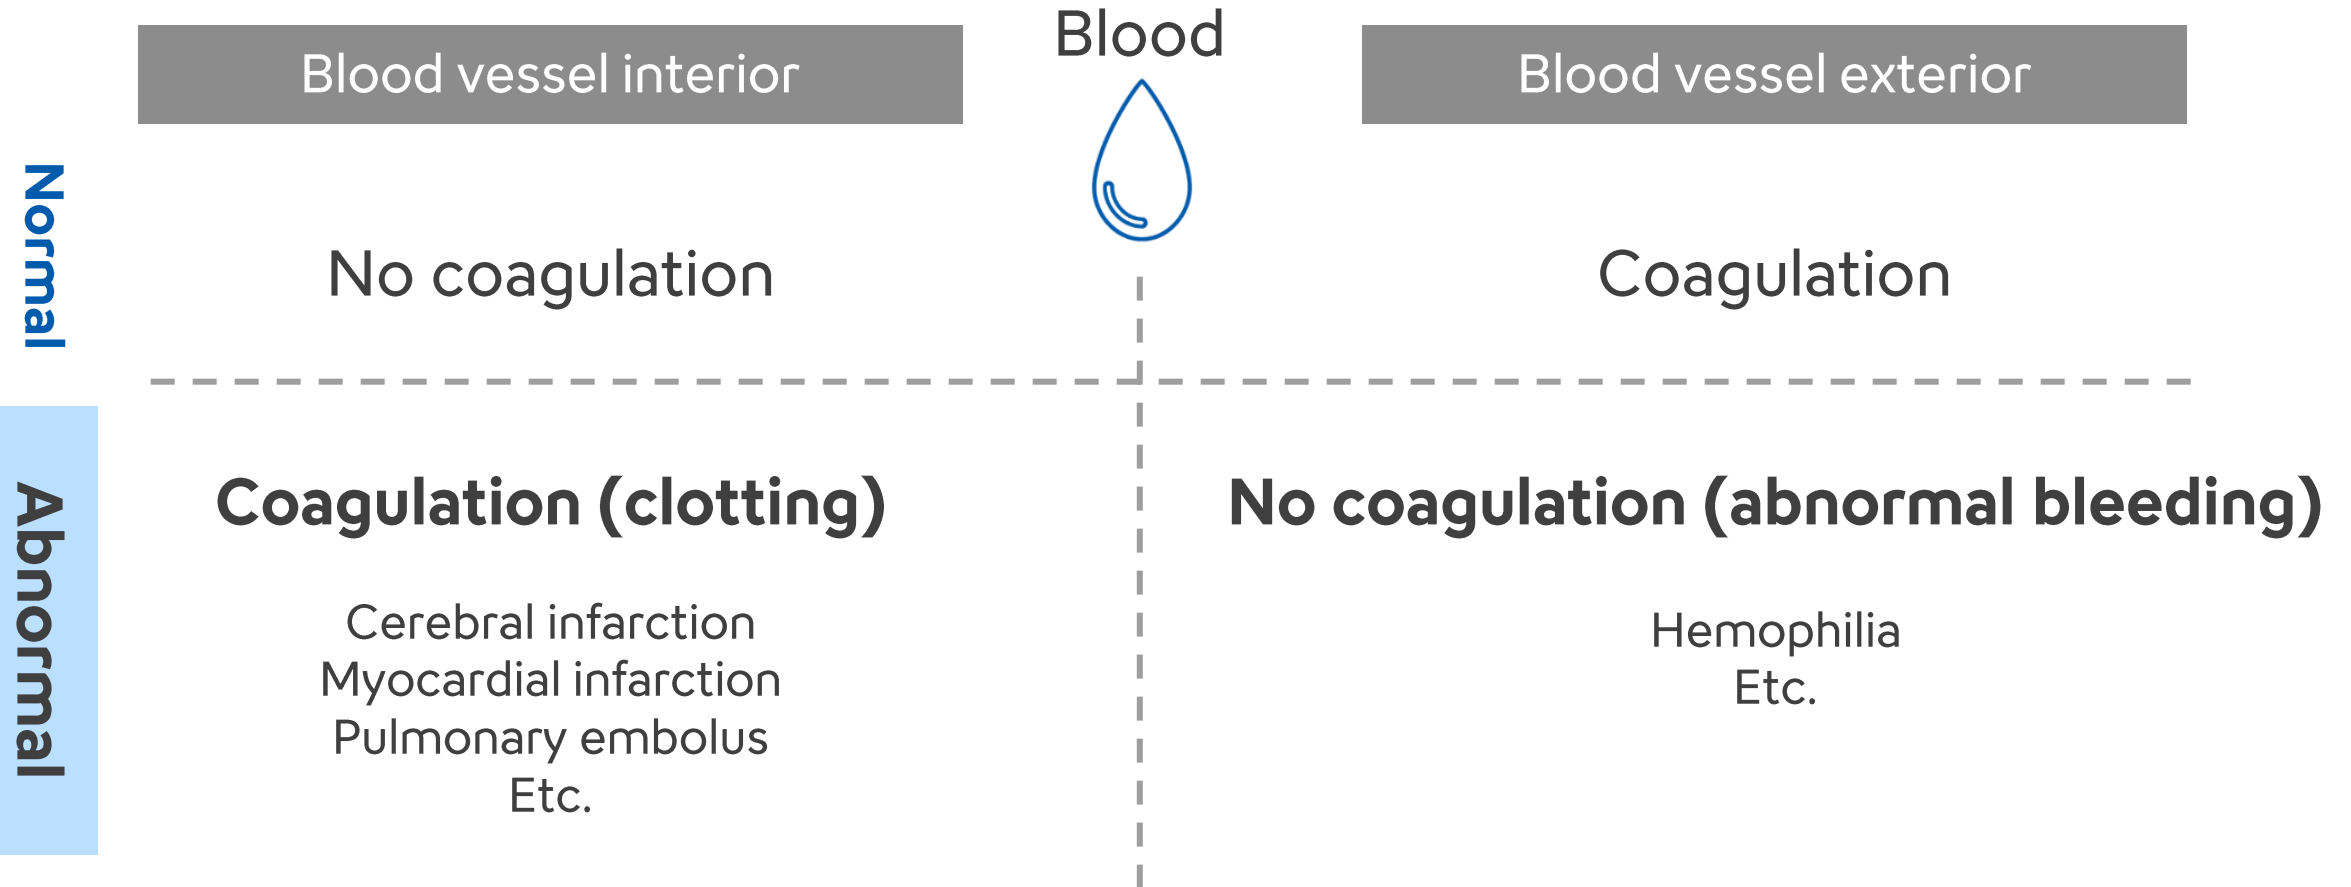 Blood
Blood vessel interior
Blood vessel exterior
Normal
No coagulation
Coagulation
Abnormal
Coagulation (clotting)
Cerebral infarction
Myocardial infarction
Pulmonary embolus
Etc.
No coagulation (abnormal bleeding)
Hemophilia
Etc.